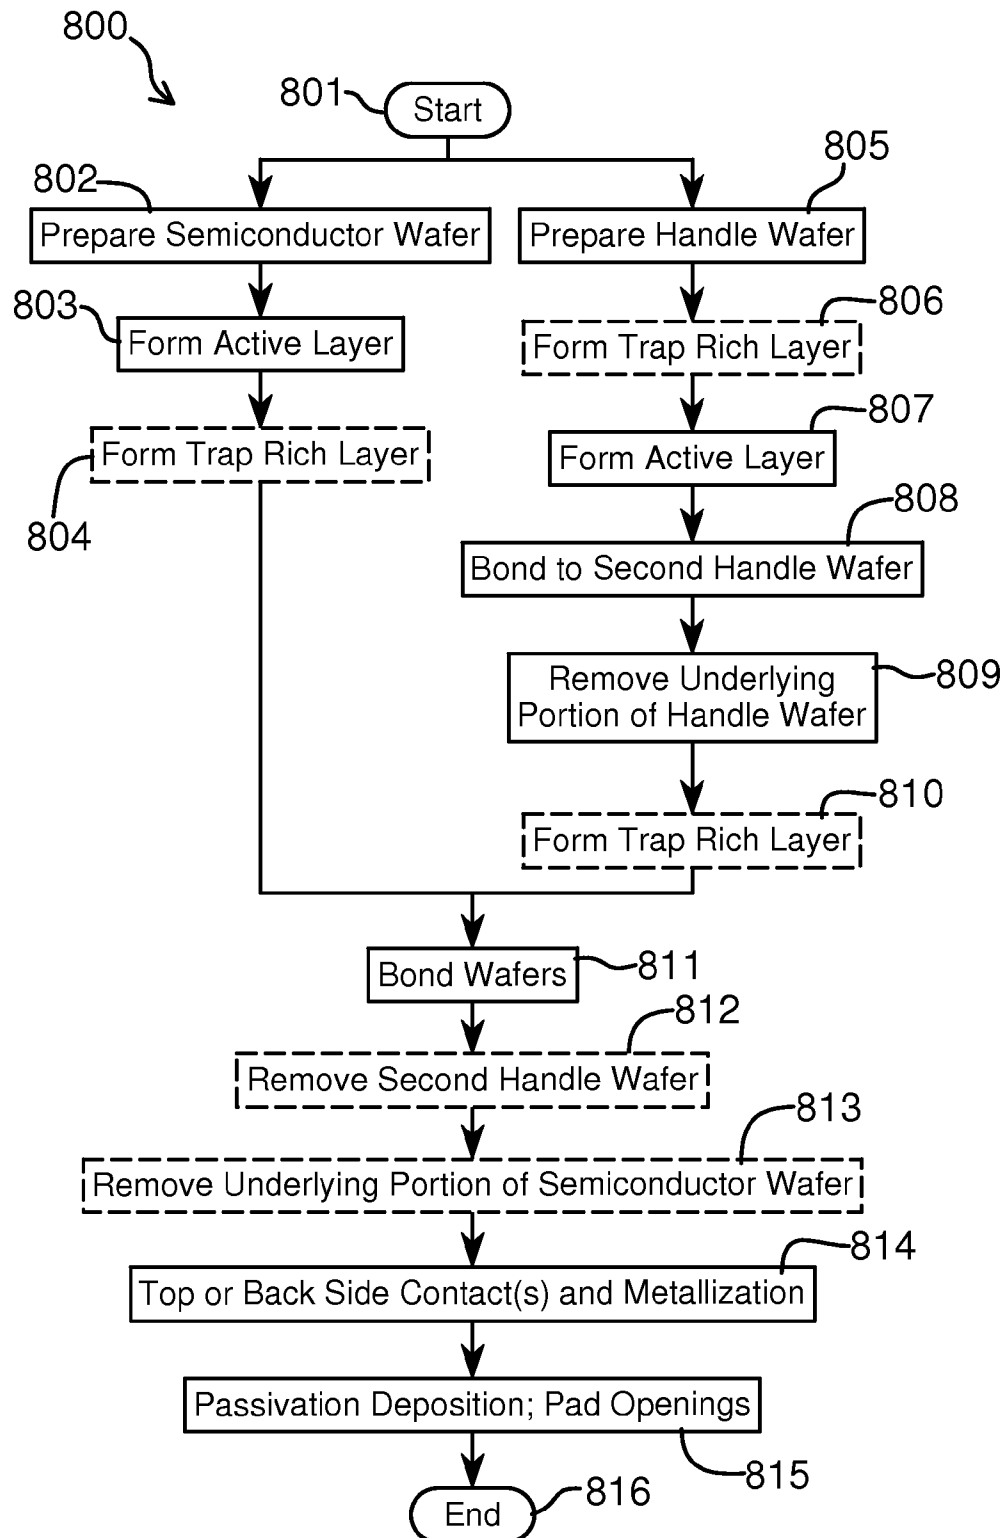 800
801
Start
805
802
Prepare Semiconductor Wafer
Prepare Handle Wafer
803
806
Form Active Layer
Form Trap Rich Layer
807
Form Trap Rich Layer
Form Active Layer
804
808
Bond to Second Handle Wafer
809
Remove Underlying
Portion of Handle Wafer
810
Form Trap Rich Layer
811
Bond Wafers
812
Remove Second Handle Wafer
813
Remove Underlying Portion of Semiconductor Wafer
814
Top or Back Side Contact(s) and Metallization
Passivation Deposition; Pad Openings
815
End
816